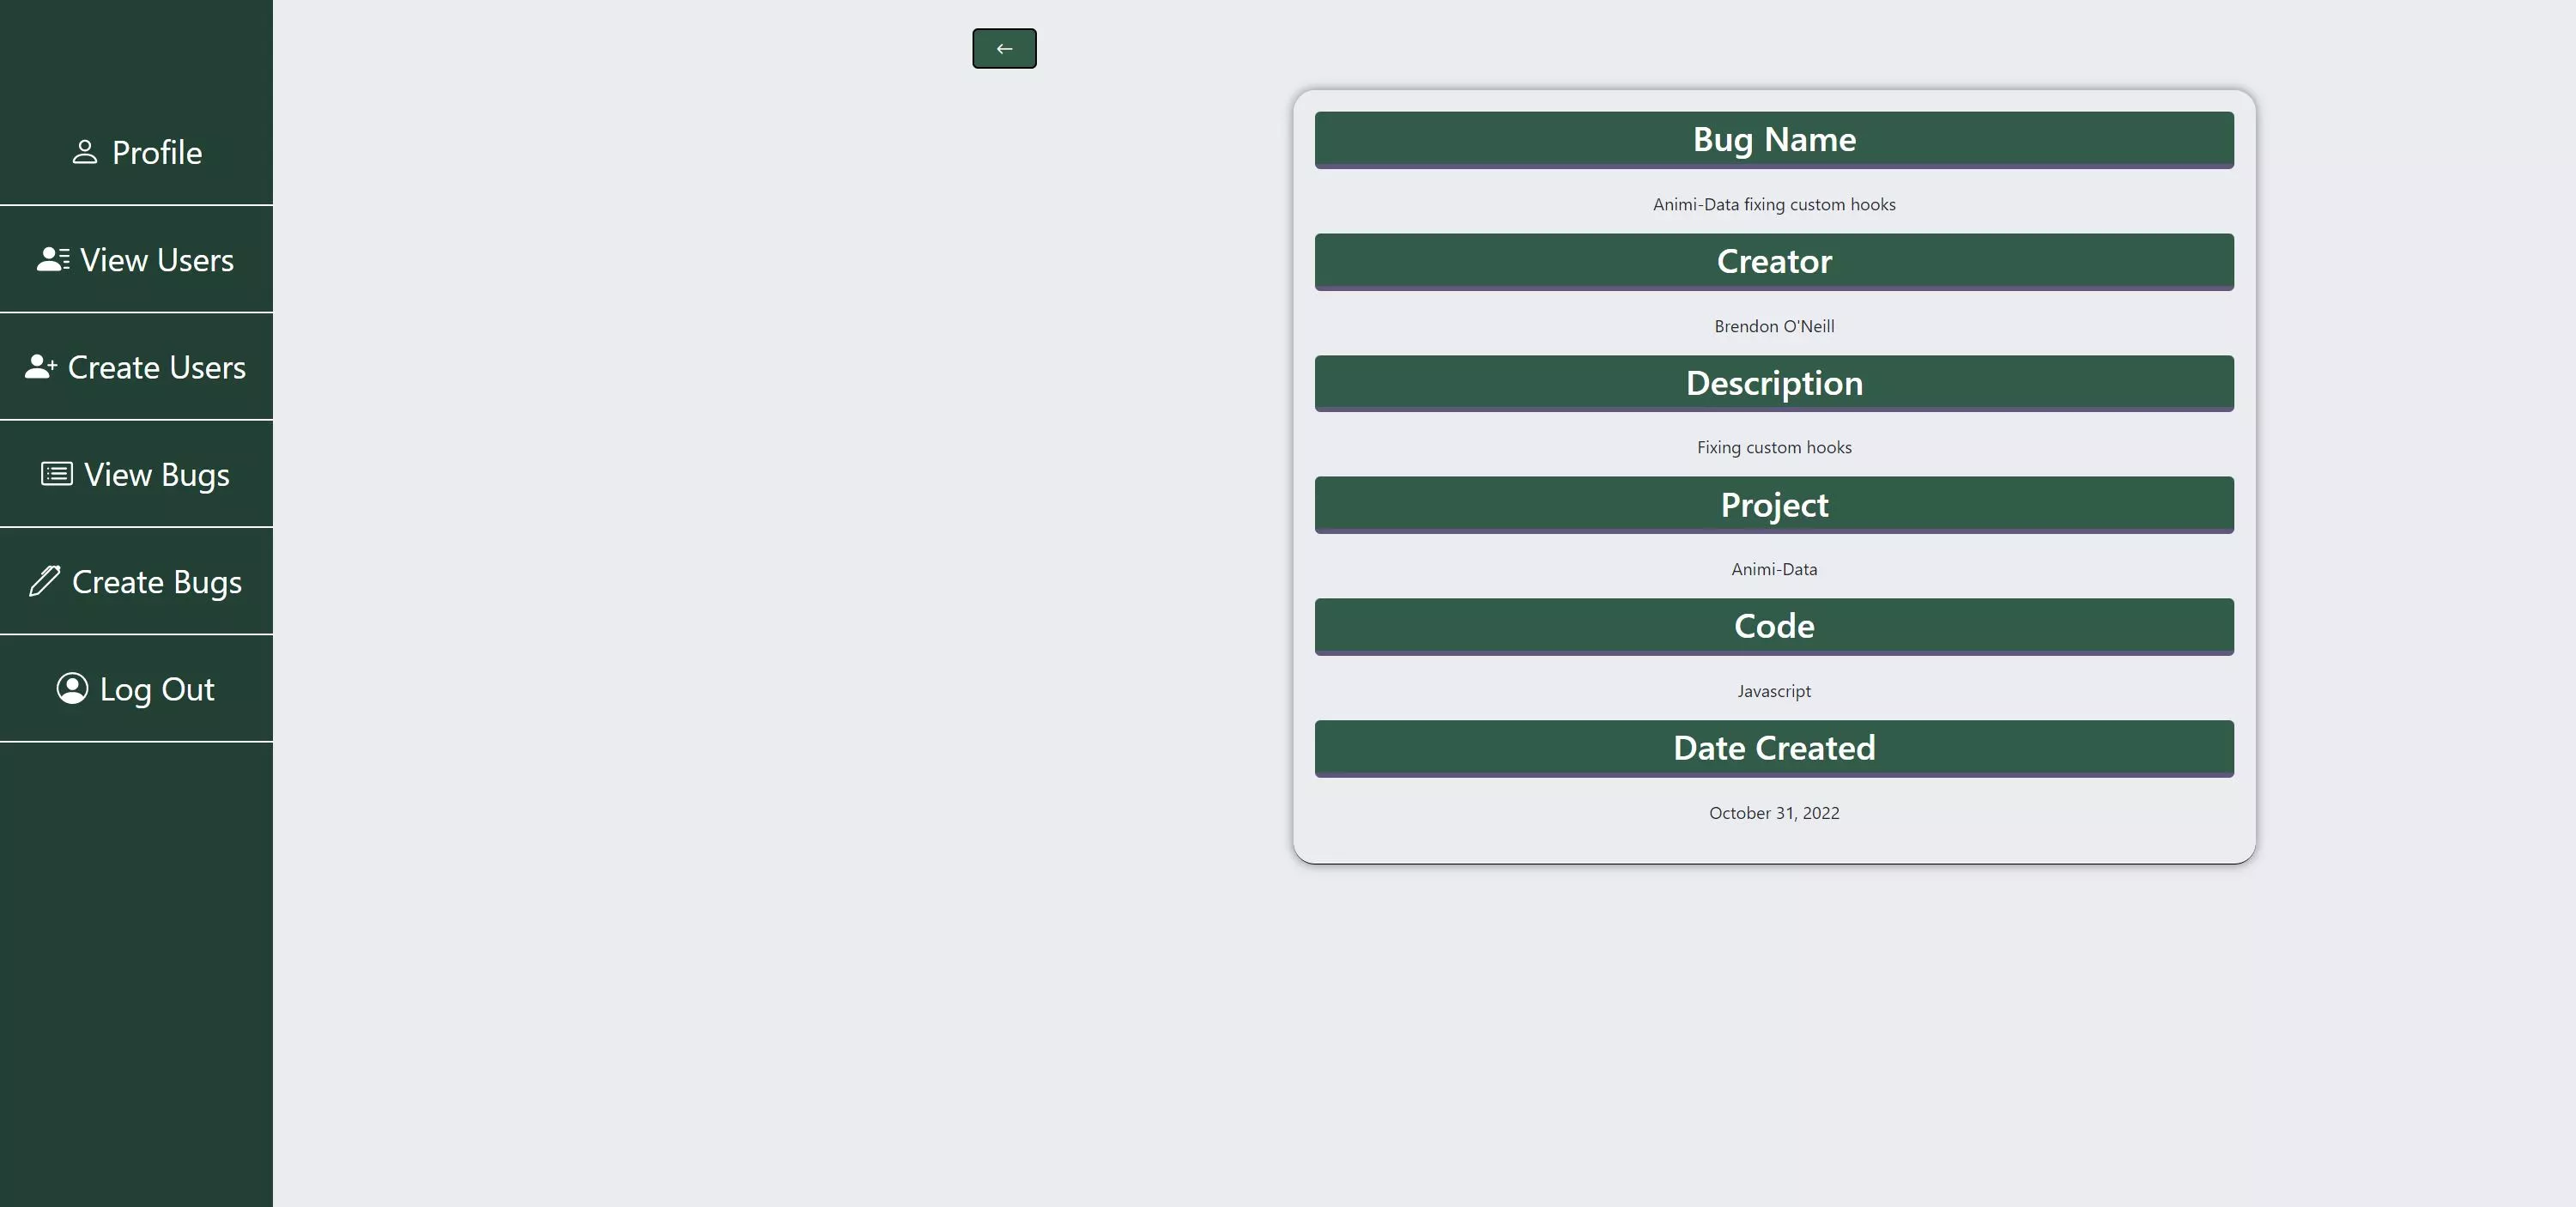 Profile
View Users
Create Users
View Bugs
Create Bugs
Log Out
←
Bug Name
Animi-Data fixing custom hooks
Creator
Brendon O'Neill
Description
Fixing custom hooks
Project
Animi-Data
Code
Javascript
Date Created
October 31, 2022